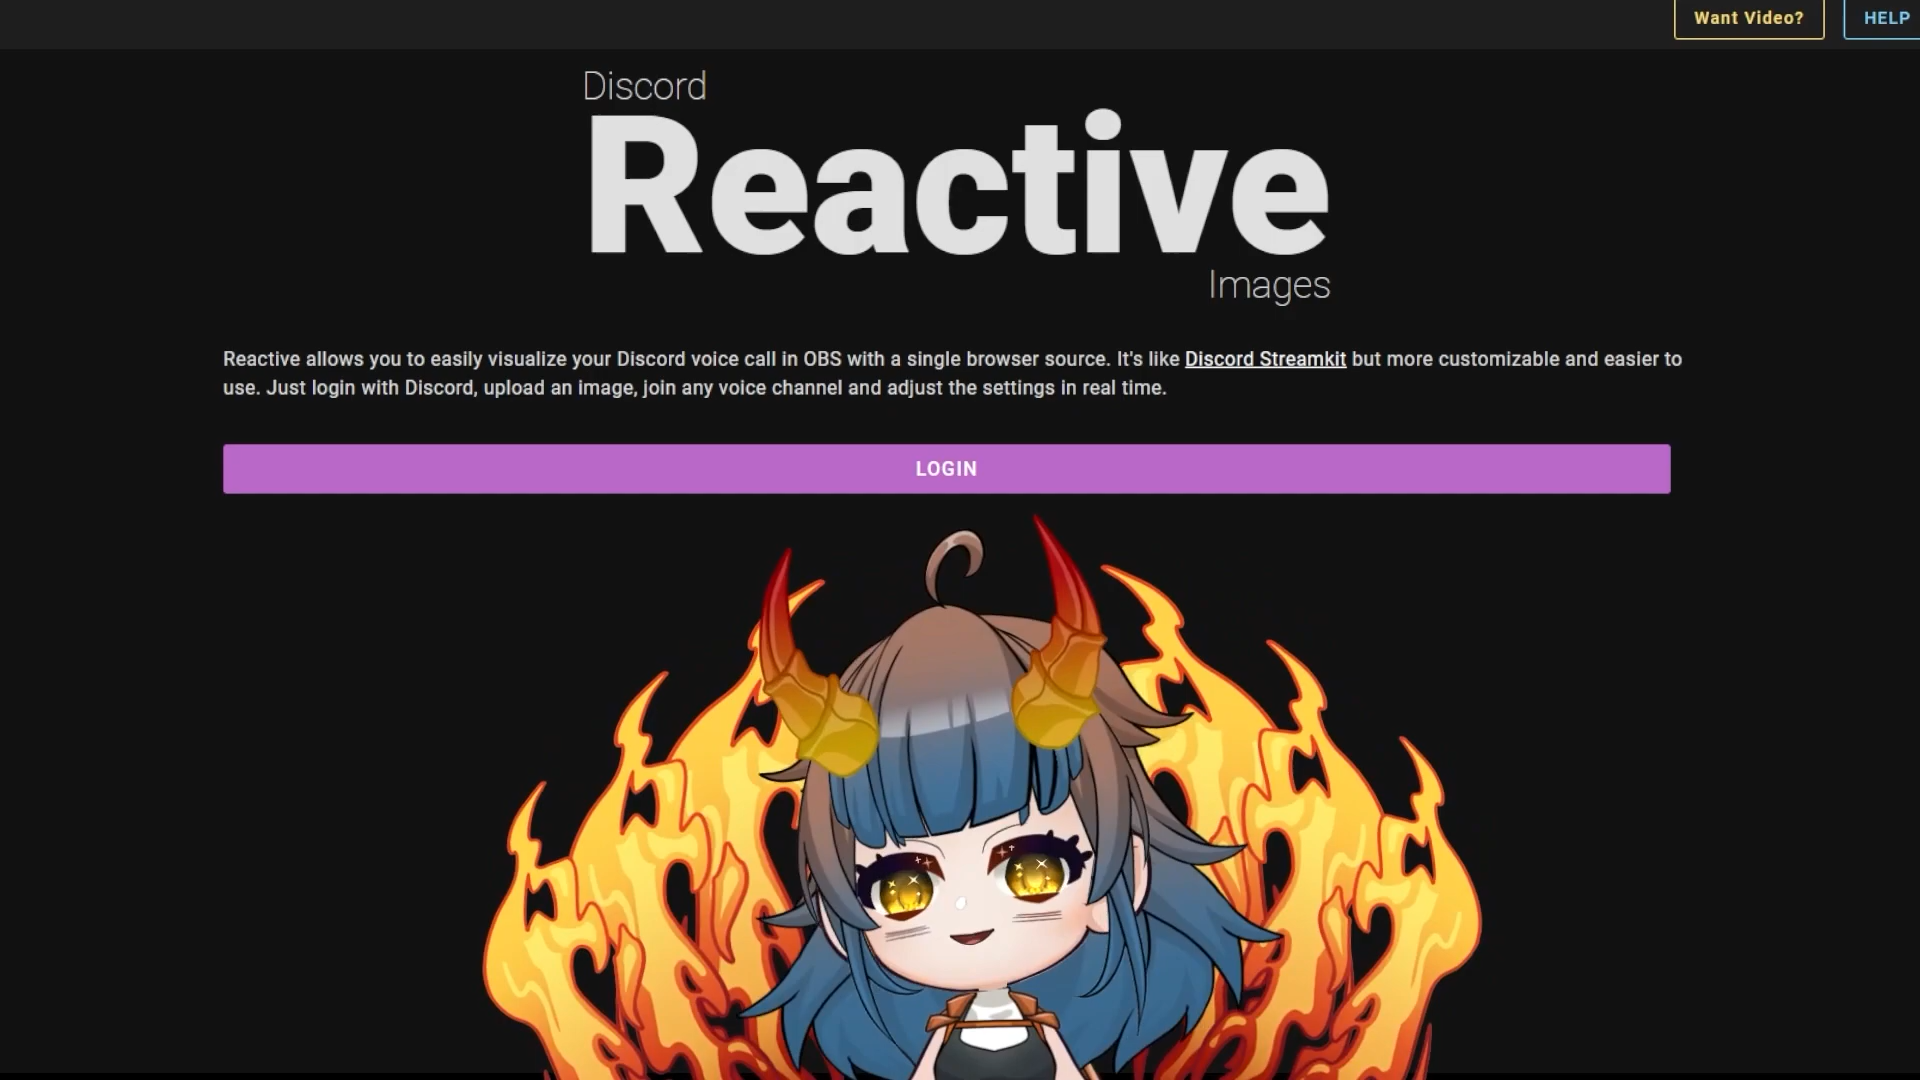 Want Video?
HELP
Discord
Reactive
Images
Reactive allows you to easily visualize your Discord voice call in OBS with a single browser source. It's like Discord Streamkit but more customizable and easier to
use. Just login with Discord, upload an image, join any voice channel and adjust the settings in real time.
LOGIN